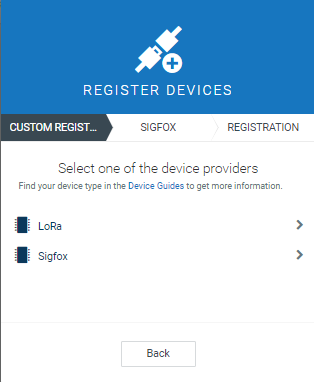 REGISTER DEVICES
CUSTOM REGIST...
SIGFOX
REGISTRATION
Select one of the device providers
Find your device type in the Device Guides to get more information.
LoRa
Sigfox
Back